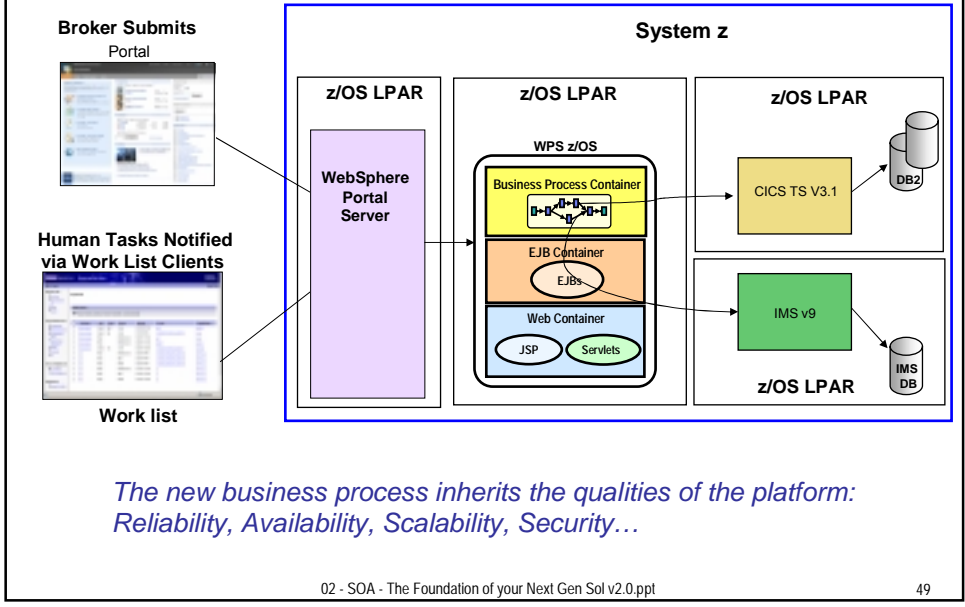 Broker Submits
Portal
System z
z/OS LPAR
WebSphere
Portal
Server
z/OS LPAR
WPS z/OS
Business Process Container
EJB Container
EJBs
Web Container
JSP
Servlets
z/OS LPAR
CICS TS V3.1
DB2
IMS v9
IMS
DB
z/OS LPAR
Human Tasks Notified
via Work List Clients
Work list
The new business process inherits the qualities of the platform:
Reliability, Availability, Scalability, Security…
02 - SOA - The Foundation of your Next Gen Sol v2.0.ppt
49